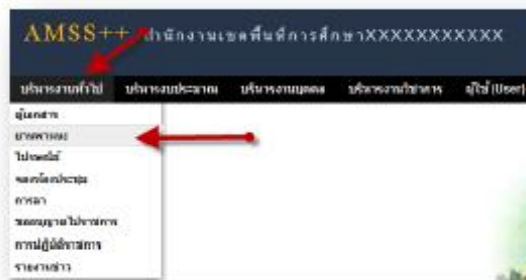 AMSS++ สำนักงานเขตพื้นที่การศึกษาXXXXXXXXXXXX
บริหารงานทั่วไป บริหารงบประมาณ บริหารงานบุคคล บริหารงานวิชาการ ผู้ใช้ (User)
ตู้เอกสาร
ยานพาหนะ
ไปรษณีย์
จองห้องประชุม
การลา
ขออนุญาตไปราชการ
การปฏิบัติราชการ
รายงานข่าว